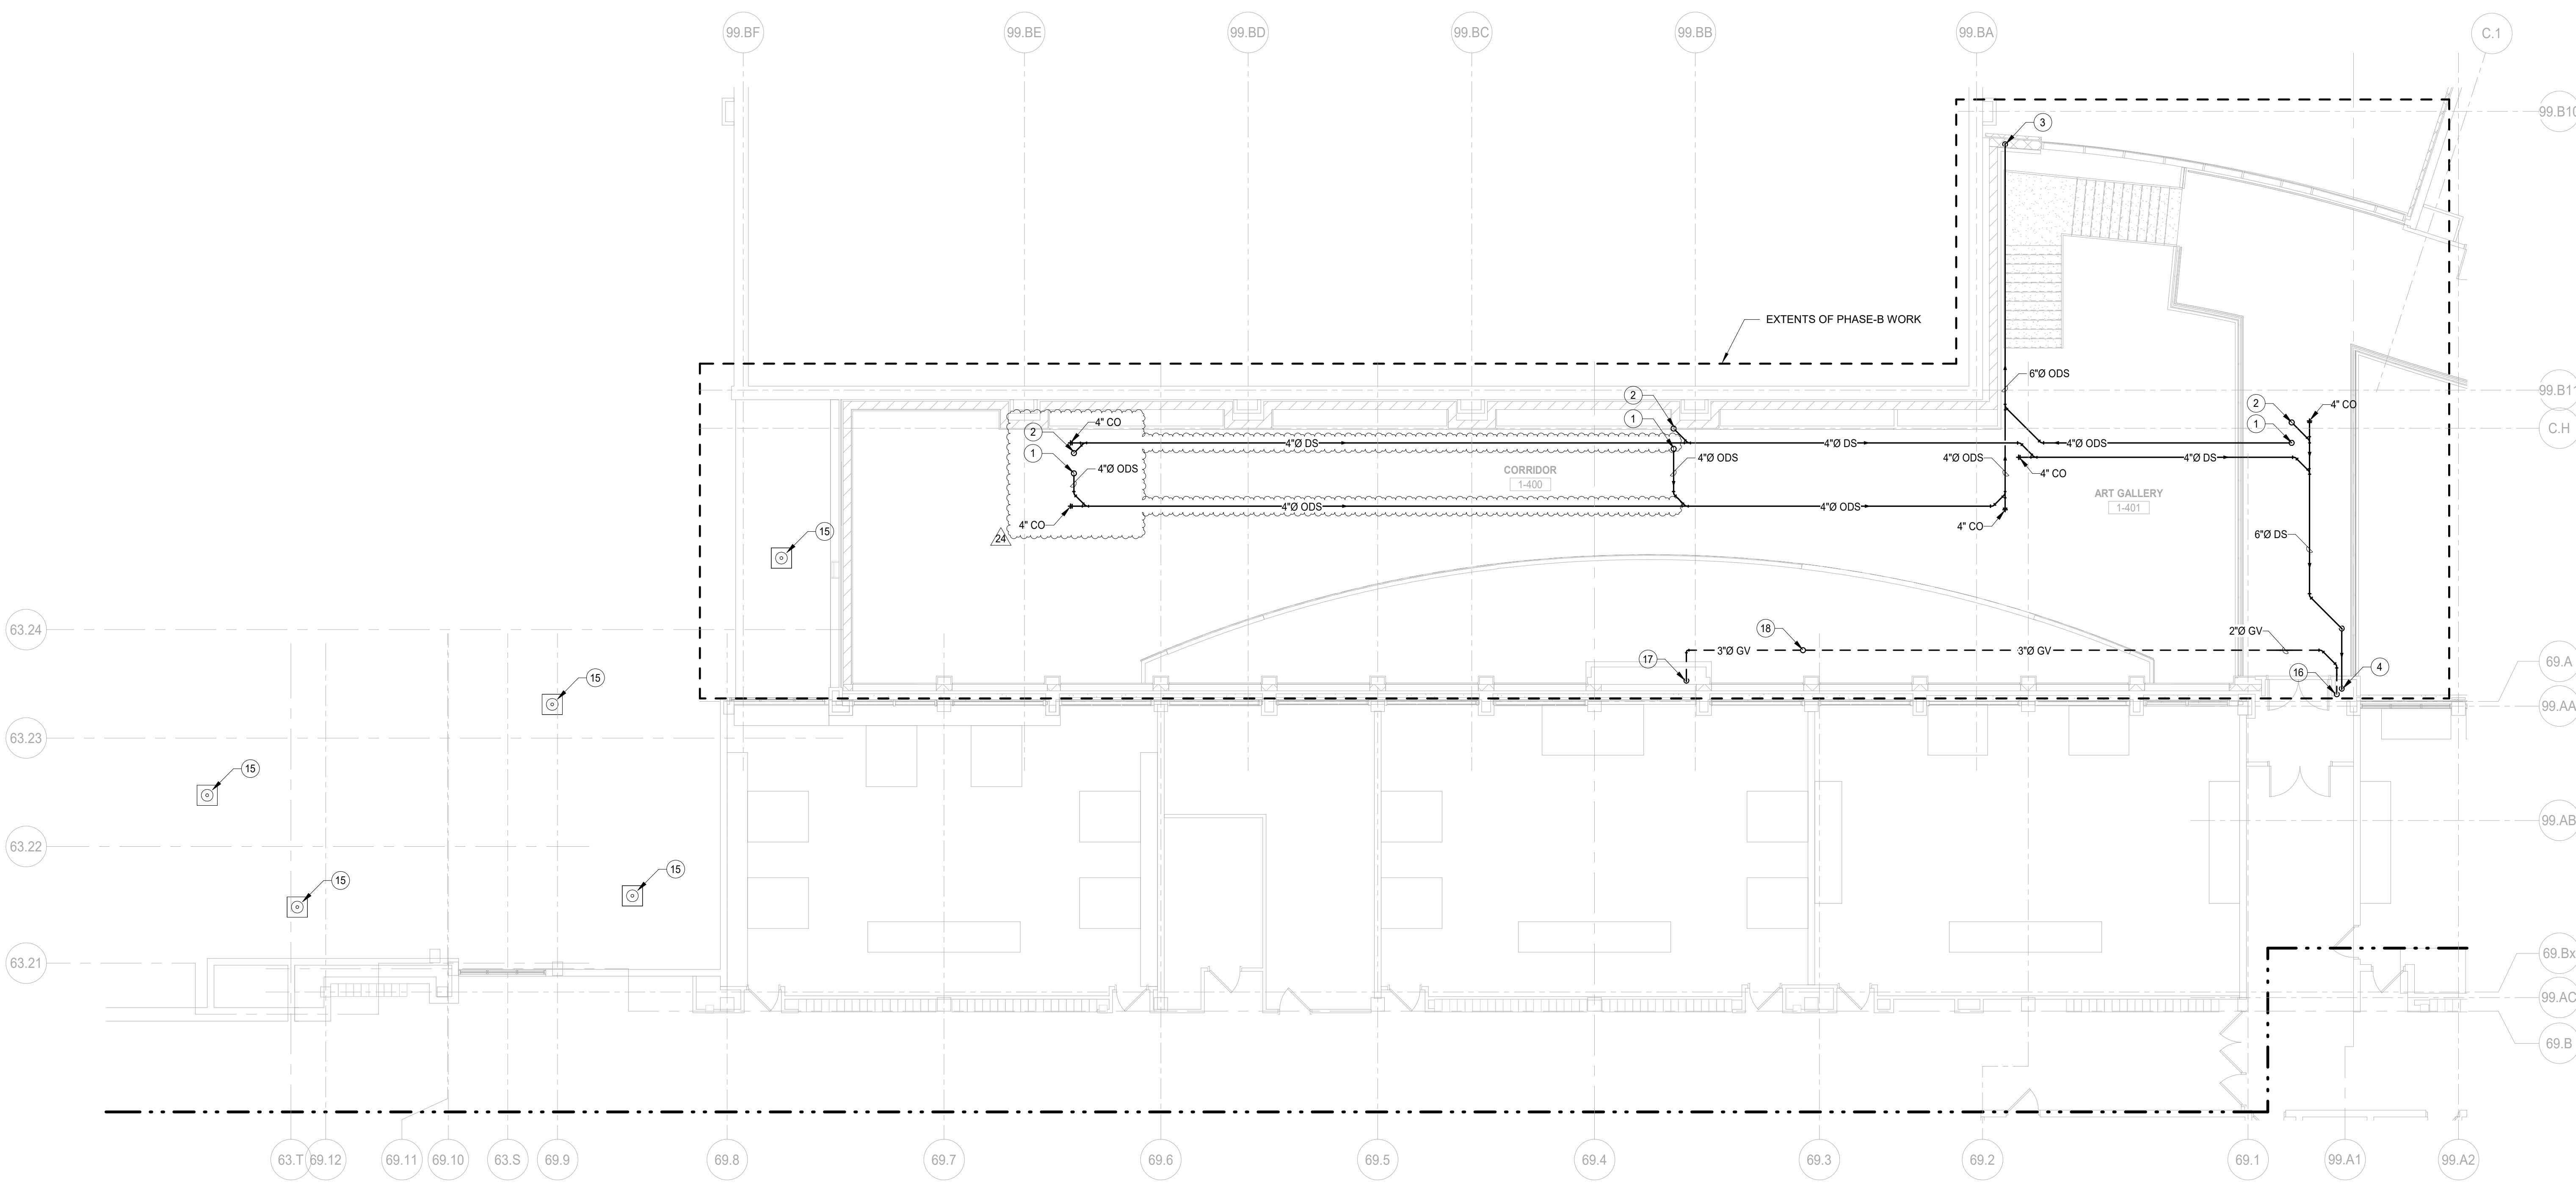 99.BF
99.BE
99.BD
99.BC
99.BB
99.BA
C.1
99.B10
3
EXTENTS OF PHASE-B WORK
6"Ø ODS
99.B11
2
2
4" CO
1
1
C.H
4" CO
2
4"Ø DS
4"Ø DS
4"Ø ODS
1
4"Ø ODS
4"Ø ODS
4"Ø ODS
4"Ø DS
CORRIDOR
1-400
4" CO
ART GALLERY
1-401
4" CO
4"Ø ODS
4"Ø ODS
4" CO
24
15
6"Ø DS
63.24
18
2"Ø GV
3"Ø GV
3"Ø GV
17
16
4
69.A
15
99.AA
63.23
15
99.AB
63.22
15
15
63.21
69.Bx
99.AC
69.B
63.T
69.12
69.11
69.10
63.S
69.9
69.8
69.7
69.6
69.5
69.4
69.3
69.2
69.1
99.A1
99.A2